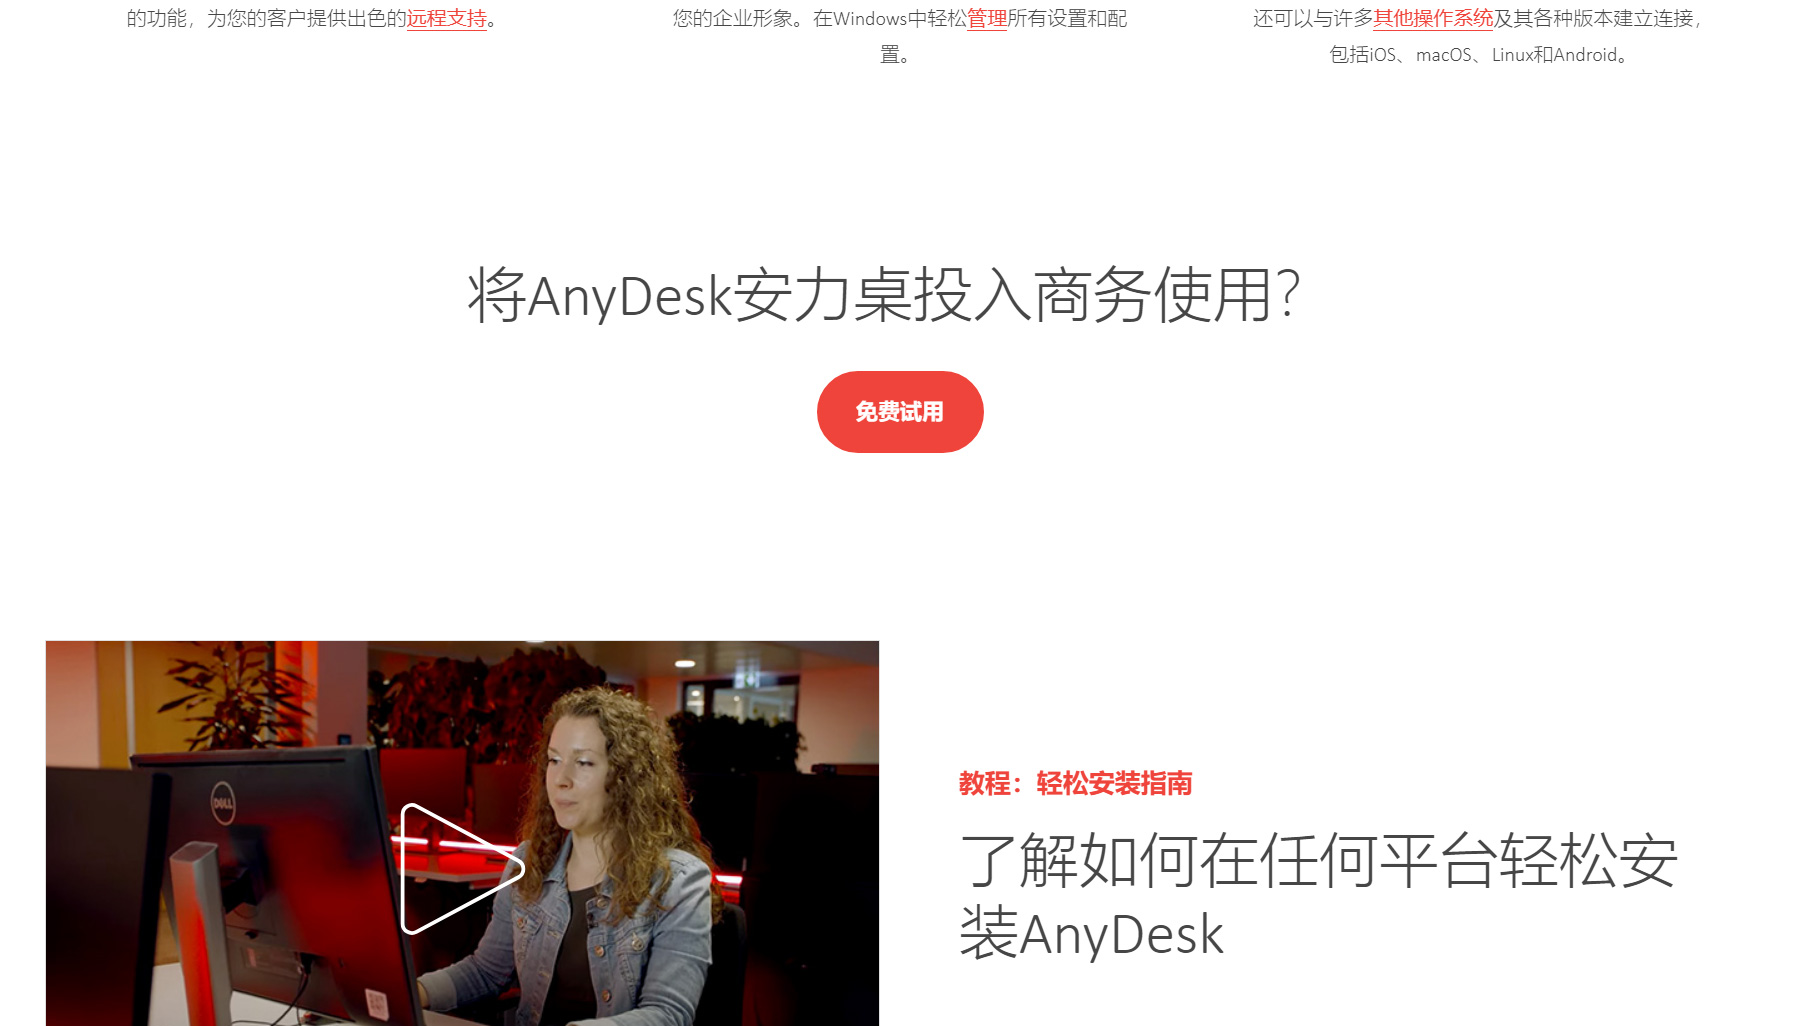 的功能，为您的客户提供出色的远程支持。
您的企业形象。在Windows中轻松管理所有设置和配
置。
还可以与许多其他操作系统及其各种版本建立连接，
包括iOS、macOS、Linux和Android。
将AnyDesk安力桌投入商务使用？
免费试用
DELL
教程：轻松安装指南
了解如何在任何平台轻松安
装AnyDesk